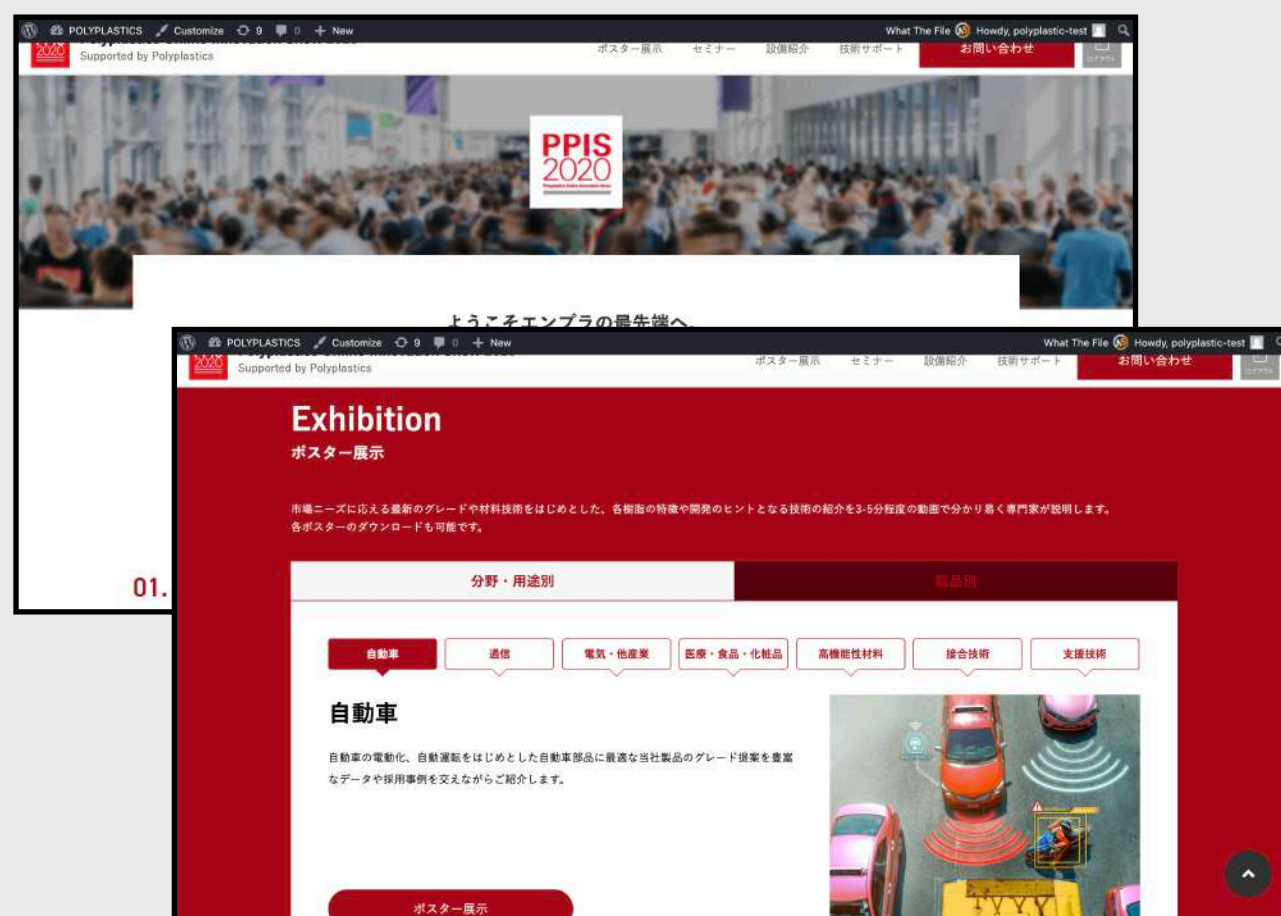 POLYPLASTICS Customize 9 0 + New What The File Howdy, polyplastic-test
2020 Supported by Polyplastics ポスター展示 セミナー 設備紹介 技術サポート お問い合わせ ログアウト
PPIS
2020
ようこそエンプラの最先端へ
01.
POLYPLASTICS Customize 9 0 + New What The File Howdy, polyplastic-test
2020 Supported by Polyplastics ポスター展示 セミナー 設備紹介 技術サポート お問い合わせ ログアウト
Exhibition
ポスター展示
市場ニーズに応える最新のグレードや材料技術をはじめとした、各樹脂の特徴や開発のヒントとなる技術の紹介を3-5分程度の動画で分かり易く専門家が説明します。
各ポスターのダウンロードも可能です。
分野・用途別 製品別
自動車 通信 電気・他産業 医療・食品・化粧品 高機能性材料 接合技術 支援技術
自動車
自動車の電動化、自動運転をはじめとした自動車部品に最適な当社製品のグレード提案を豊富
なデータや採用事例を交えながらご紹介します。
ポスター展示